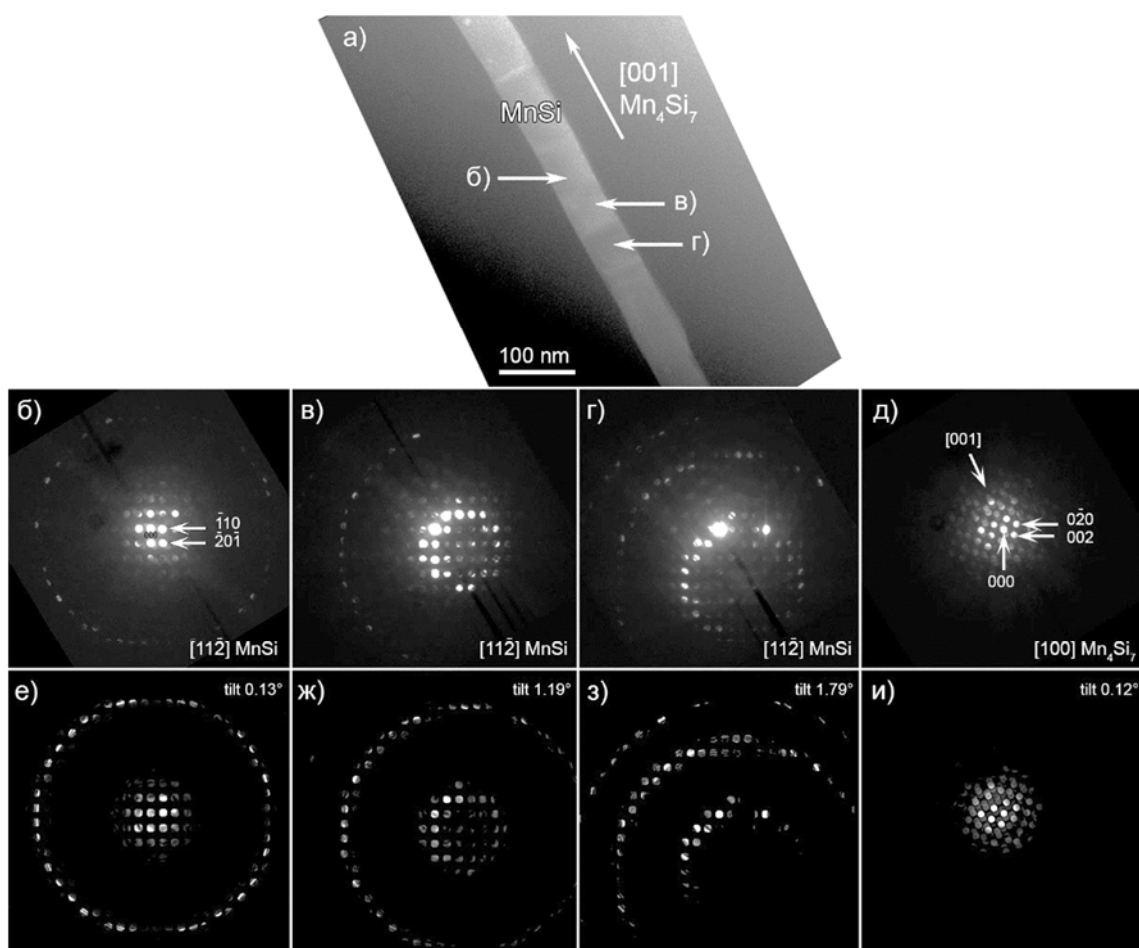 а)
[001]
Mn₄Si₇
MnSi
б)
в)
г)
100 nm
б)
1̄10
2̄01̄
000
[112̄] MnSi
в)
[112̄] MnSi
г)
[112̄] MnSi
д)
[001]
02̄0
002
000
[100] Mn₄Si₇
е)
tilt 0.13°
ж)
tilt 1.19°
з)
tilt 1.79°
и)
tilt 0.12°